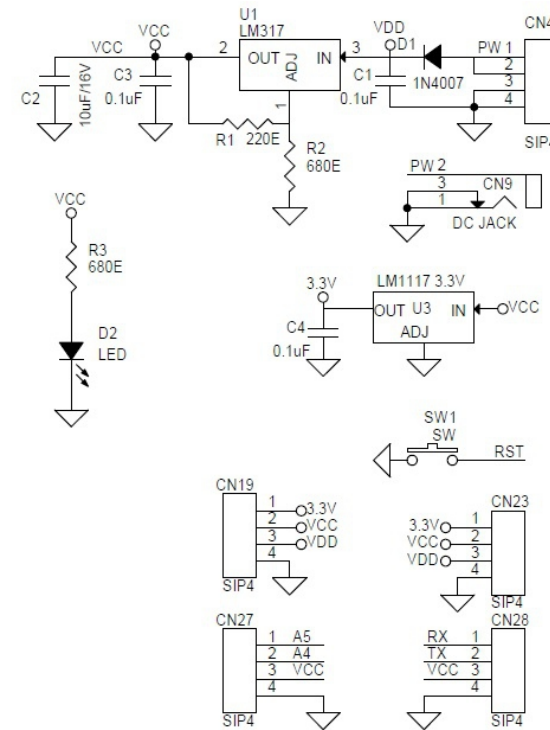 U1
LM317
VCC
VCC
2
OUT
ADJ
IN
3
VDD
D1
1N4007
PW 1
2
3
4
CN4
SIP4
C2
10uF/16V
C3
0.1uF
C1
0.1uF
1
R1
220E
R2
680E
PW 2
3
1
CN9
DC JACK
VCC
R3
680E
D2
LED
3.3V
LM1117 3.3V
OUT U3 IN
ADJ
VCC
C4
0.1uF
SW1
SW
RST
CN19
1
3.3V
2
VCC
3
VDD
4
SIP4
CN23
3.3V
1
VCC
2
VDD
3
4
SIP4
CN27
1 A5
2 A4
3 VCC
4
SIP4
CN28
RX 1
TX 2
VCC 3
4
SIP4